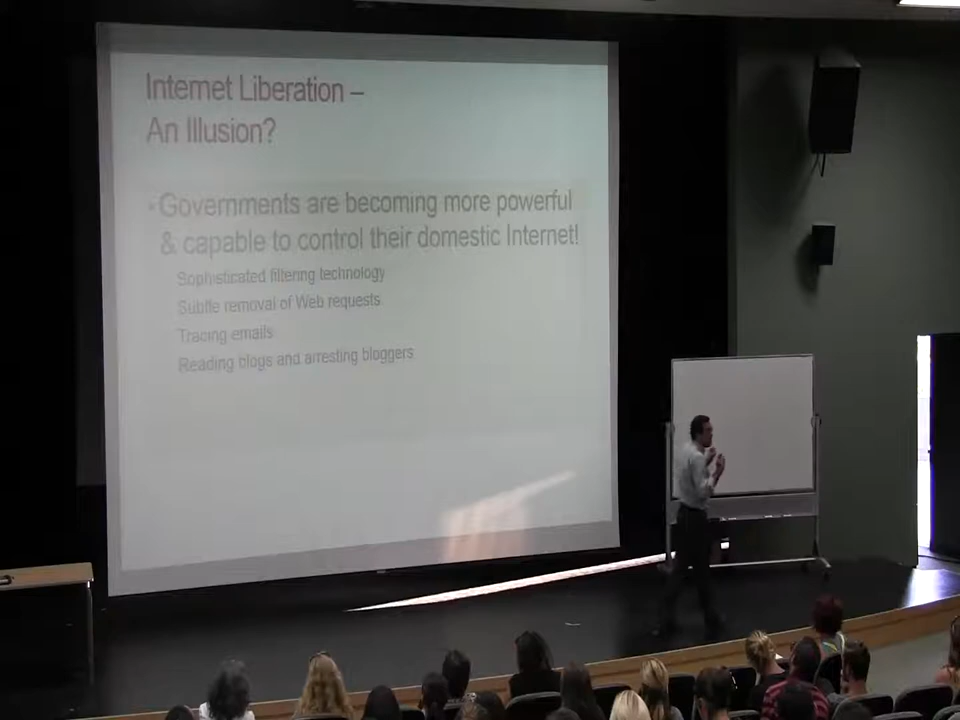 Internet Liberation –
An Illusion?
Governments are becoming more powerful
& capable to control their domestic Internet!
Sophisticated filtering technology
Subtle removal of Web requests
Tracing emails
Reading blogs and arresting bloggers